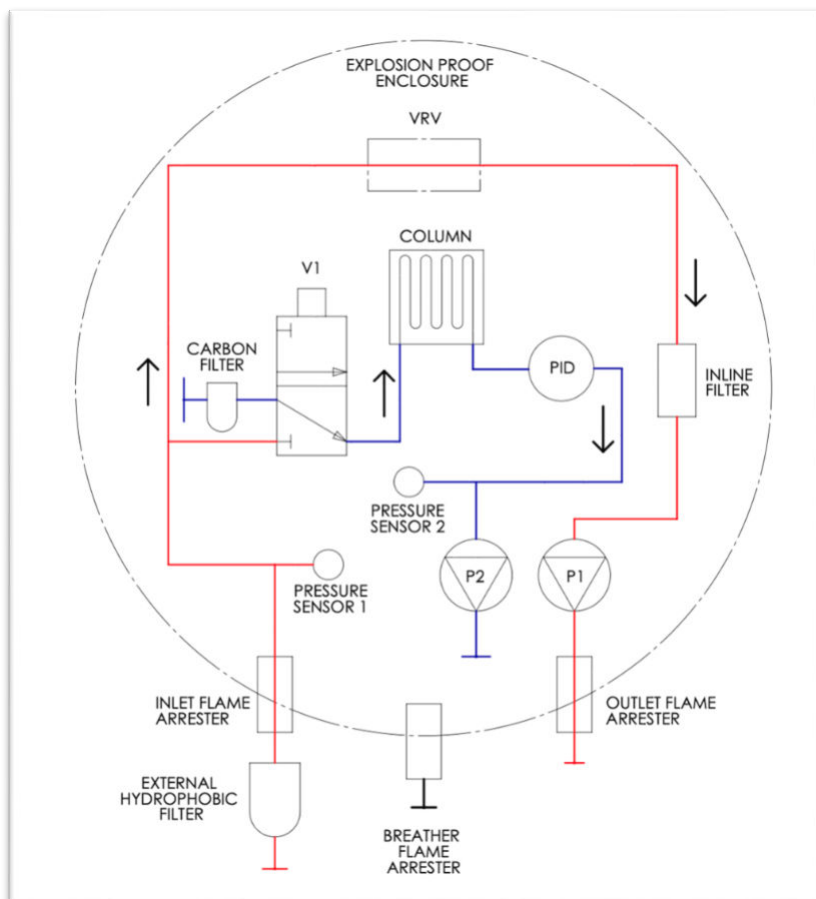 EXPLOSION PROOF
ENCLOSURE
VRV
COLUMN
V1
CARBON
FILTER
PID
INLINE
FILTER
PRESSURE
SENSOR 2
P2
P1
PRESSURE
SENSOR 1
INLET FLAME
ARRESTER
OUTLET FLAME
ARRESTER
EXTERNAL
HYDROPHOBIC
FILTER
BREATHER
FLAME
ARRESTER